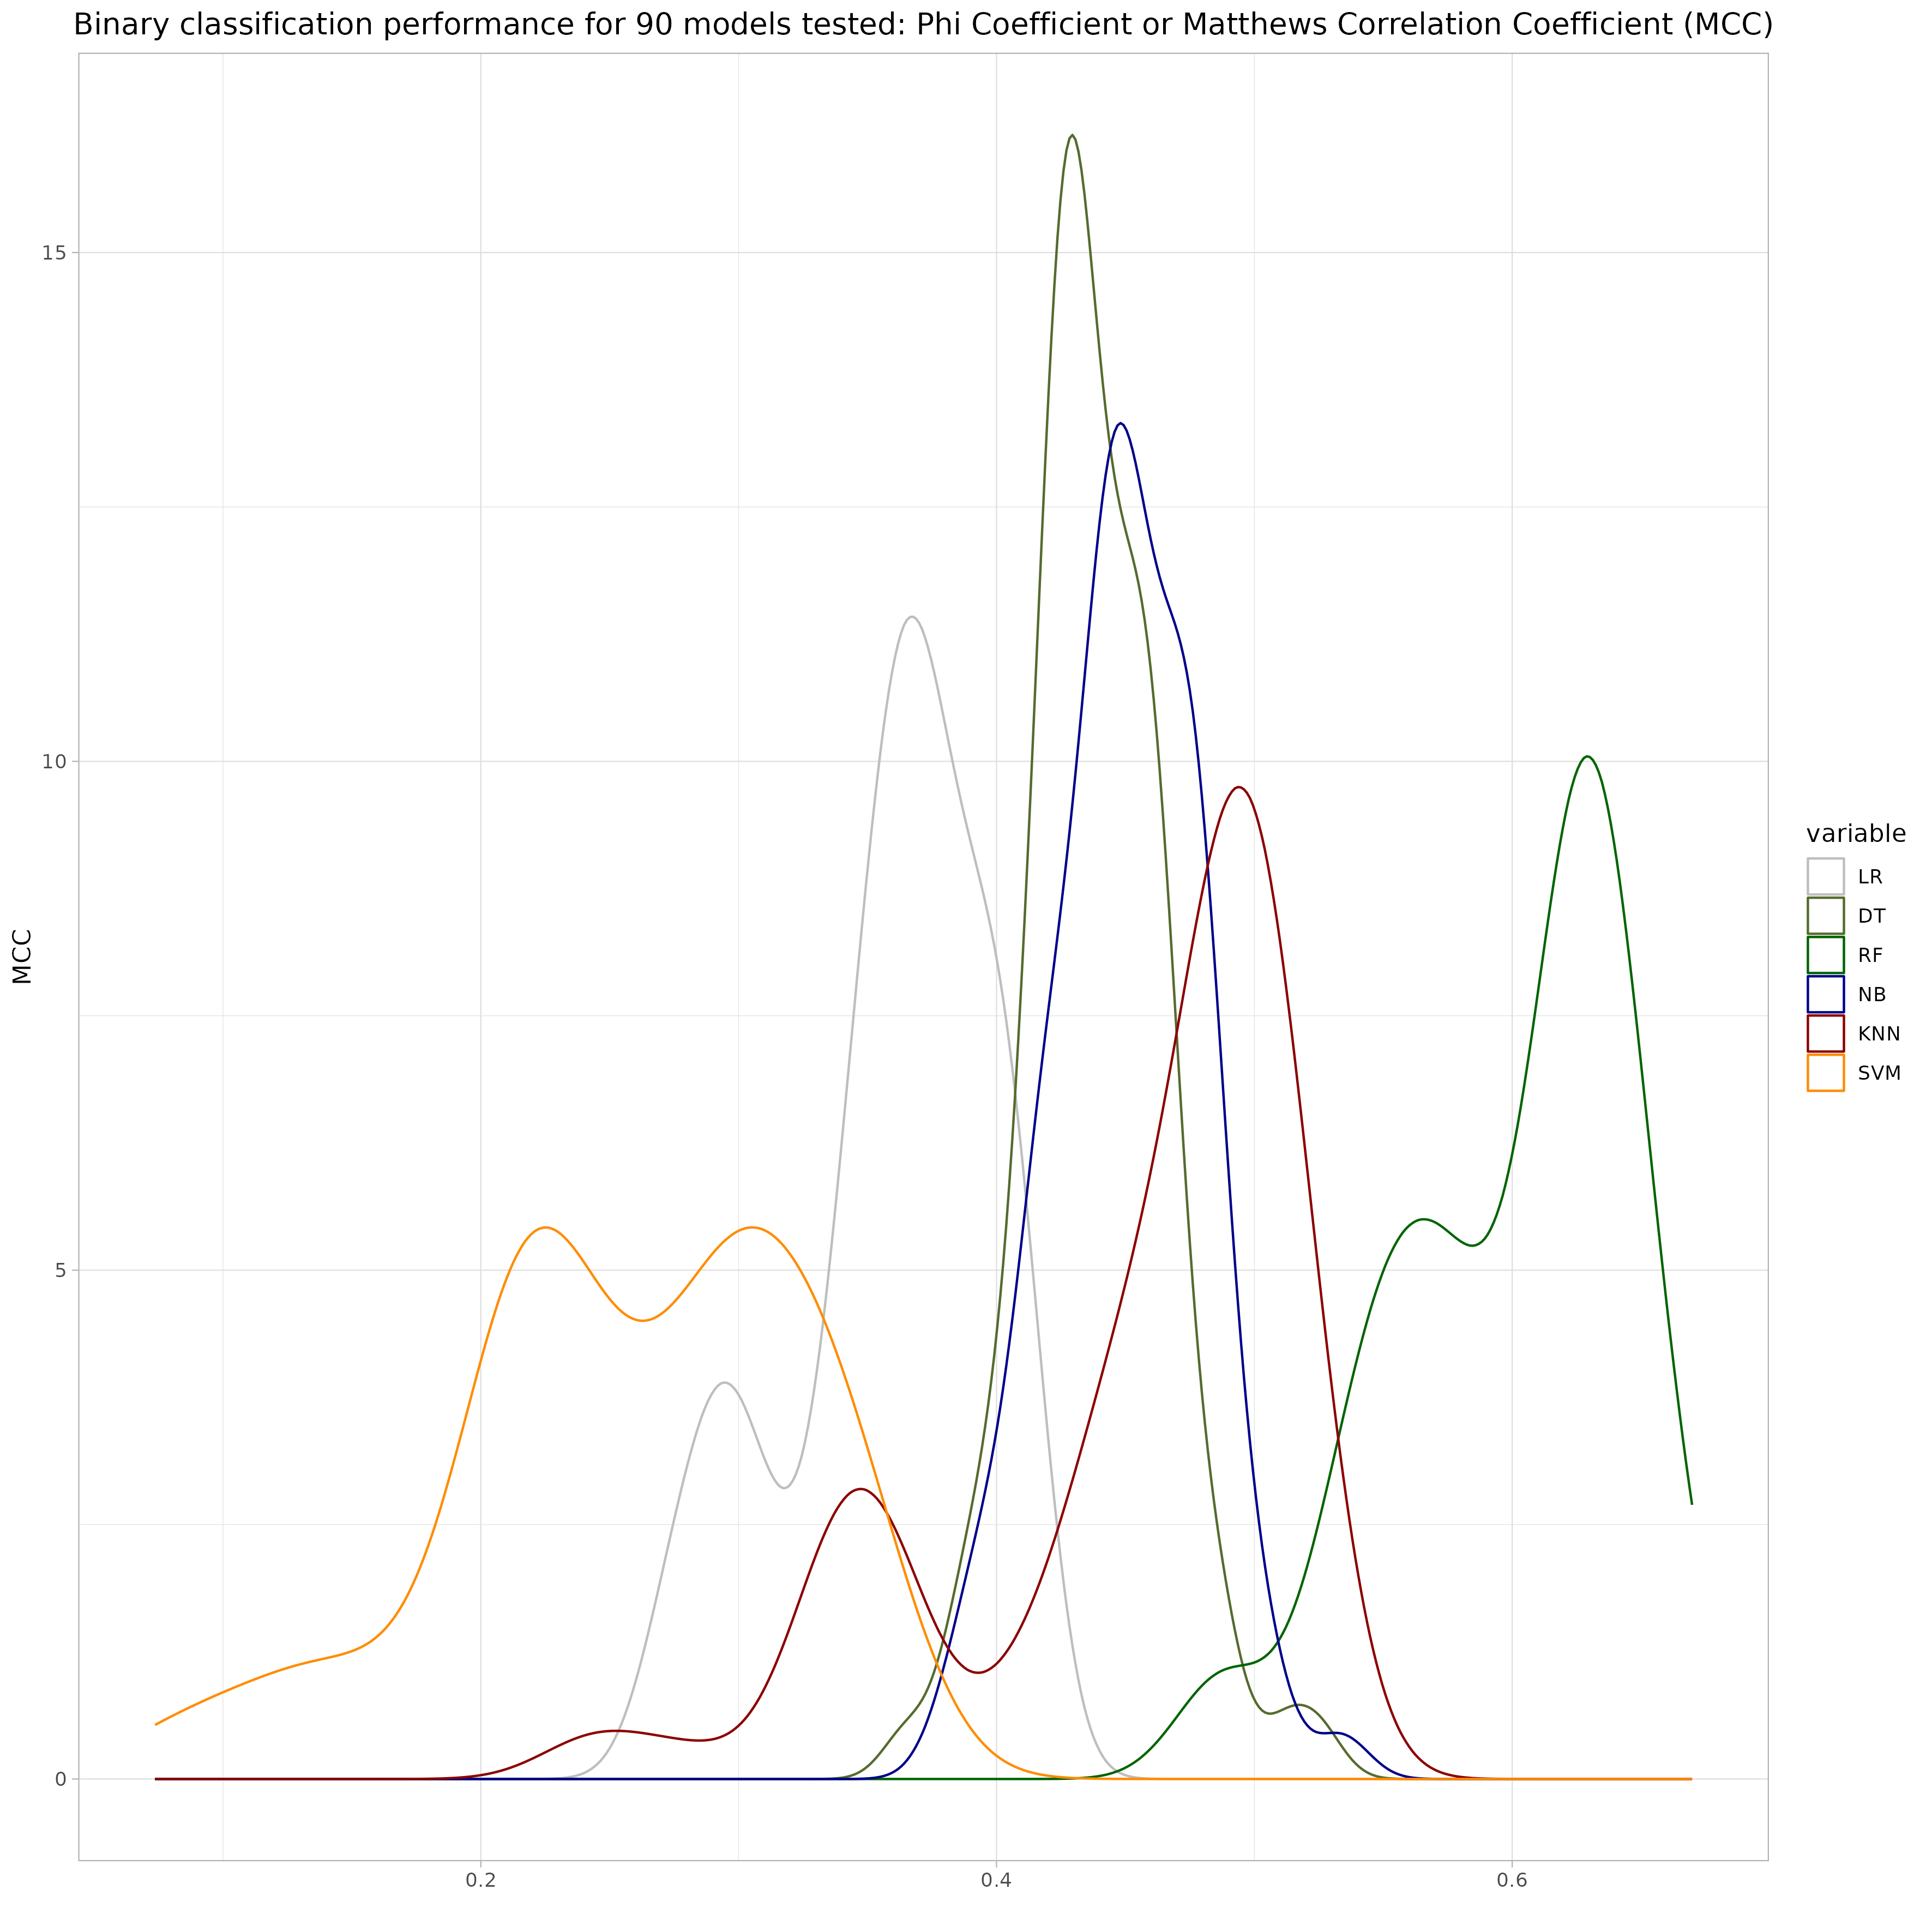 Binary classification performance for 90 models tested: Phi Coefficient or Matthews Correlation Coefficient (MCC)
15
10
5
0
MCC
0.2
0.4
0.6
variable
LR
DT
RF
NB
KNN
SVM